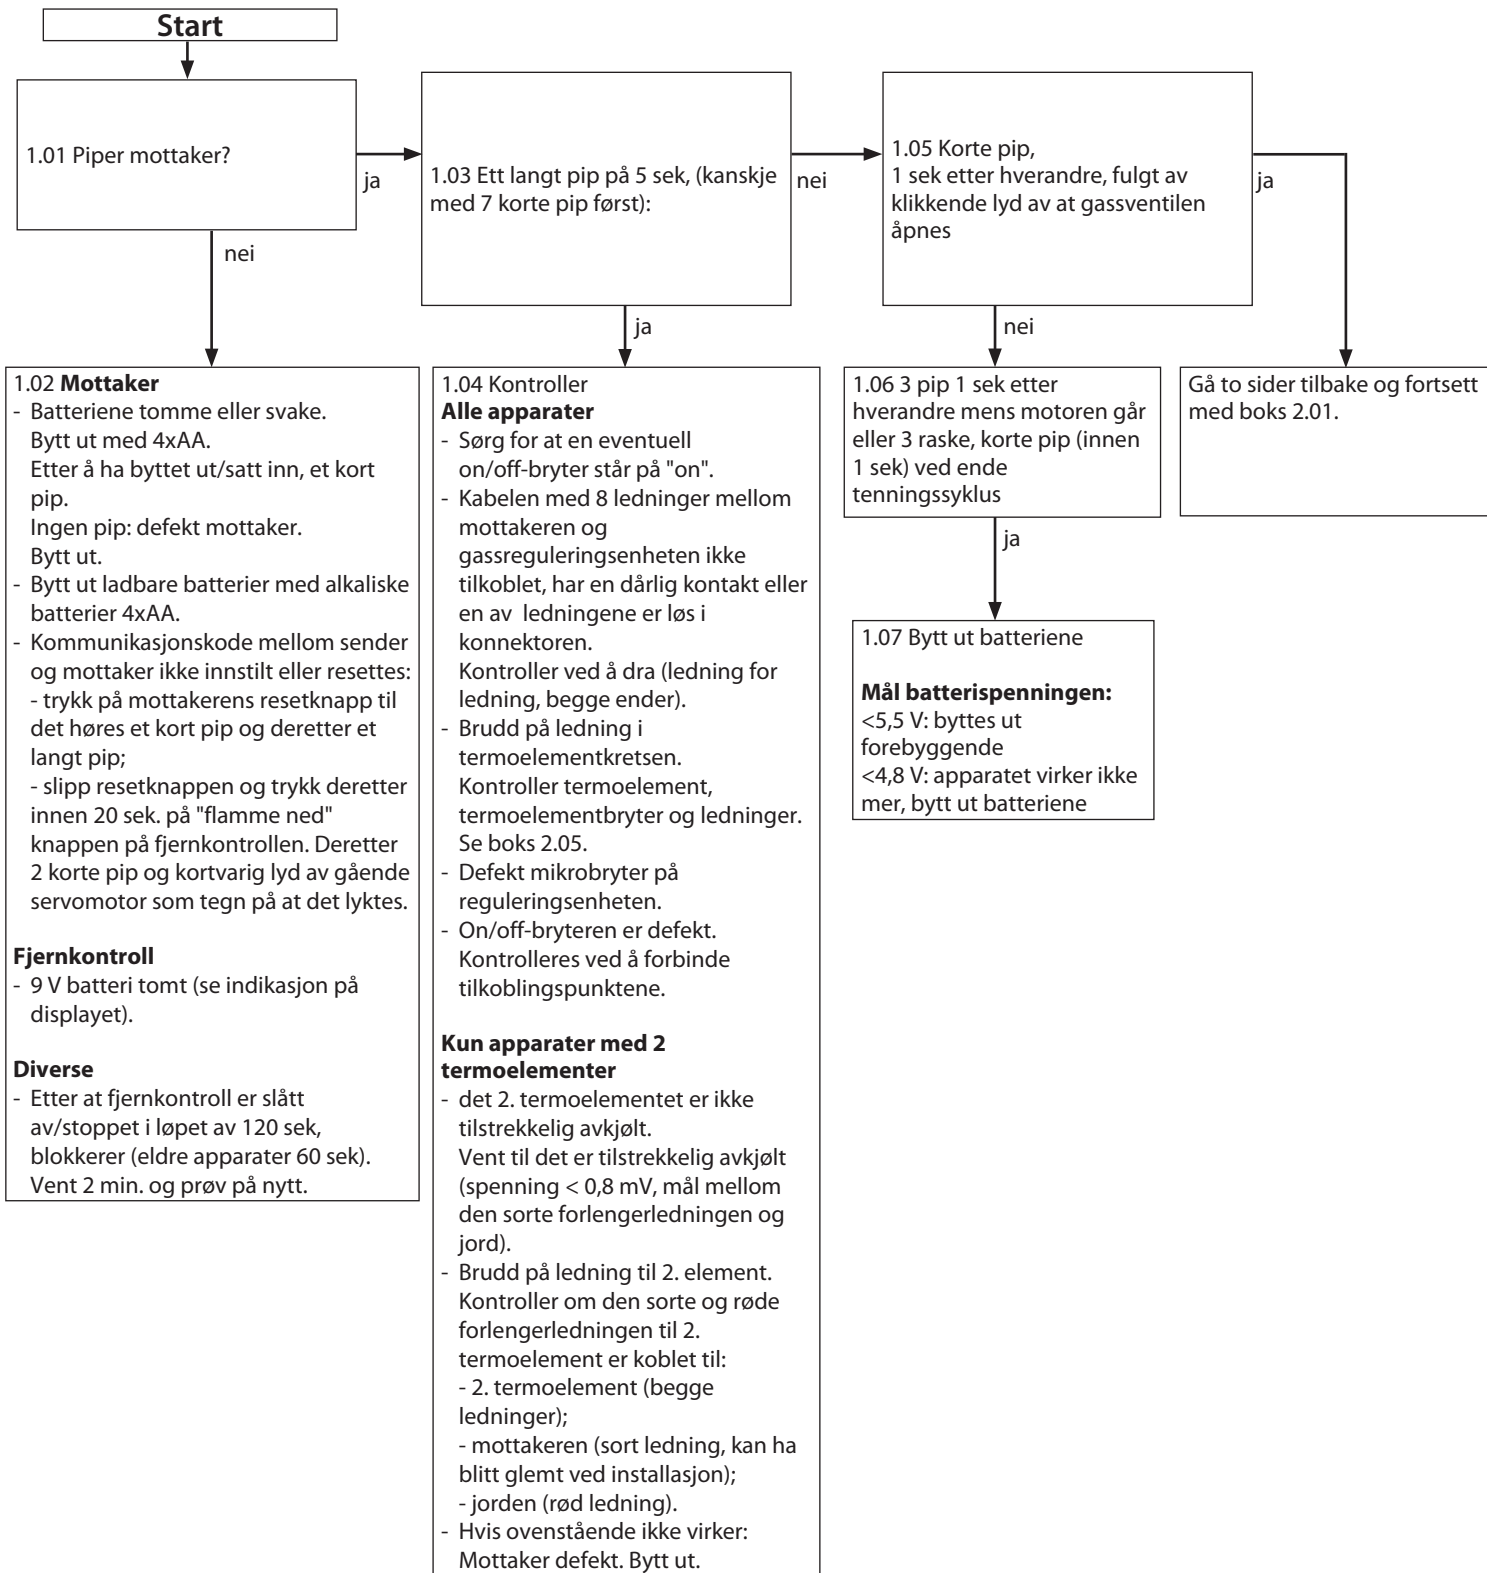 Start
1.01 Piper mottaker?
ja
nei
1.03 Ett langt pip på 5 sek, (kanskje
med 7 korte pip først):
nei
ja
1.05 Korte pip,
1 sek etter hverandre, fulgt av
klikkende lyd av at gassventilen
åpnes
ja
nei
1.02 Mottaker
- Batteriene tomme eller svake.
Bytt ut med 4xAA.
Etter å ha byttet ut/satt inn, et kort
pip.
Ingen pip: defekt mottaker.
Bytt ut.
- Bytt ut ladbare batterier med alkaliske
batterier 4xAA.
- Kommunikasjonskode mellom sender
og mottaker ikke innstilt eller resettes:
- trykk på mottakerens resetknapp til
det høres et kort pip og deretter et
langt pip;
- slipp resetknappen og trykk deretter
innen 20 sek. på "flamme ned"
knappen på fjernkontrollen. Deretter
2 korte pip og kortvarig lyd av gående
servomotor som tegn på at det lyktes.
Fjernkontroll
- 9 V batteri tomt (se indikasjon på
displayet).
Diverse
- Etter at fjernkontroll er slått
av/stoppet i løpet av 120 sek,
blokkerer (eldre apparater 60 sek).
Vent 2 min. og prøv på nytt.
1.04 Kontroller
Alle apparater
- Sørg for at en eventuell
on/off-bryter står på "on".
- Kabelen med 8 ledninger mellom
mottakeren og
gassreguleringsenheten ikke
tilkoblet, har en dårlig kontakt eller
en av ledningene er løs i
konnektoren.
Kontroller ved å dra (ledning for
ledning, begge ender).
- Brudd på ledning i
termoelementkretsen.
Kontroller termoelement,
termoelementbryter og ledninger.
Se boks 2.05.
- Defekt mikrobryter på
reguleringsenheten.
- On/off-bryteren er defekt.
Kontrolleres ved å forbinde
tilkoblingspunktene.
Kun apparater med 2
termoelementer
- det 2. termoelementet er ikke
tilstrekkelig avkjølt.
Vent til det er tilstrekkelig avkjølt
(spenning < 0,8 mV, mål mellom
den sorte forlengerledningen og
jord).
- Brudd på ledning til 2. element.
Kontroller om den sorte og røde
forlengerledningen til 2.
termoelement er koblet til:
- 2. termoelement (begge
ledninger);
- mottakeren (sort ledning, kan ha
blitt glemt ved installasjon);
- jorden (rød ledning).
- Hvis ovenstående ikke virker:
Mottaker defekt. Bytt ut.
1.06 3 pip 1 sek etter
hverandre mens motoren går
eller 3 raske, korte pip (innen
1 sek) ved ende
tenningssyklus
ja
1.07 Bytt ut batteriene
Mål batterispenningen:
<5,5 V: byttes ut
forebyggende
<4,8 V: apparatet virker ikke
mer, bytt ut batteriene
Gå to sider tilbake og fortsett
med boks 2.01.